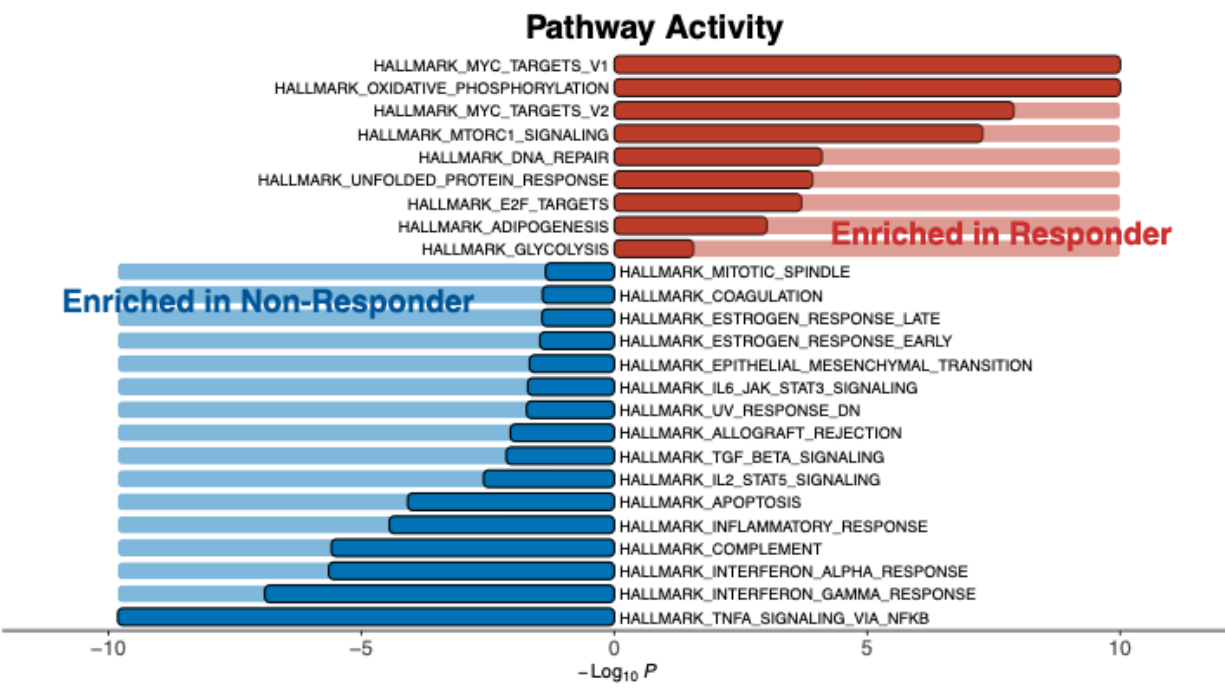 Pathway Activity
HALLMARK_MYC_TARGETS_V1
HALLMARK_OXIDATIVE_PHOSPHORYLATION
HALLMARK_MYC_TARGETS_V2
HALLMARK_MTORC1_SIGNALING
HALLMARK_DNA_REPAIR
HALLMARK_UNFOLDED_PROTEIN_RESPONSE
HALLMARK_E2F_TARGETS
HALLMARK_ADIPOGENESIS
Enriched in Responder
HALLMARK_GLYCOLYSIS
HALLMARK_MITOTIC_SPINDLE
HALLMARK_COAGULATION
Enriched in Non-Responder
HALLMARK_ESTROGEN_RESPONSE_LATE
HALLMARK_ESTROGEN_RESPONSE_EARLY
HALLMARK_EPITHELIAL_MESENCHYMAL_TRANSITION
HALLMARK_IL6_JAK_STAT3_SIGNALING
HALLMARK_UV_RESPONSE_DN
HALLMARK_ALLOGRAFT_REJECTION
HALLMARK_TGF_BETA_SIGNALING
HALLMARK_IL2_STAT5_SIGNALING
HALLMARK_APOPTOSIS
HALLMARK_INFLAMMATORY_RESPONSE
HALLMARK_COMPLEMENT
HALLMARK_INTERFERON_ALPHA_RESPONSE
HALLMARK_INTERFERON_GAMMA_RESPONSE
HALLMARK_TNFA_SIGNALING_VIA_NFKB
−10 −5 0 5 10
−Log₁₀ P